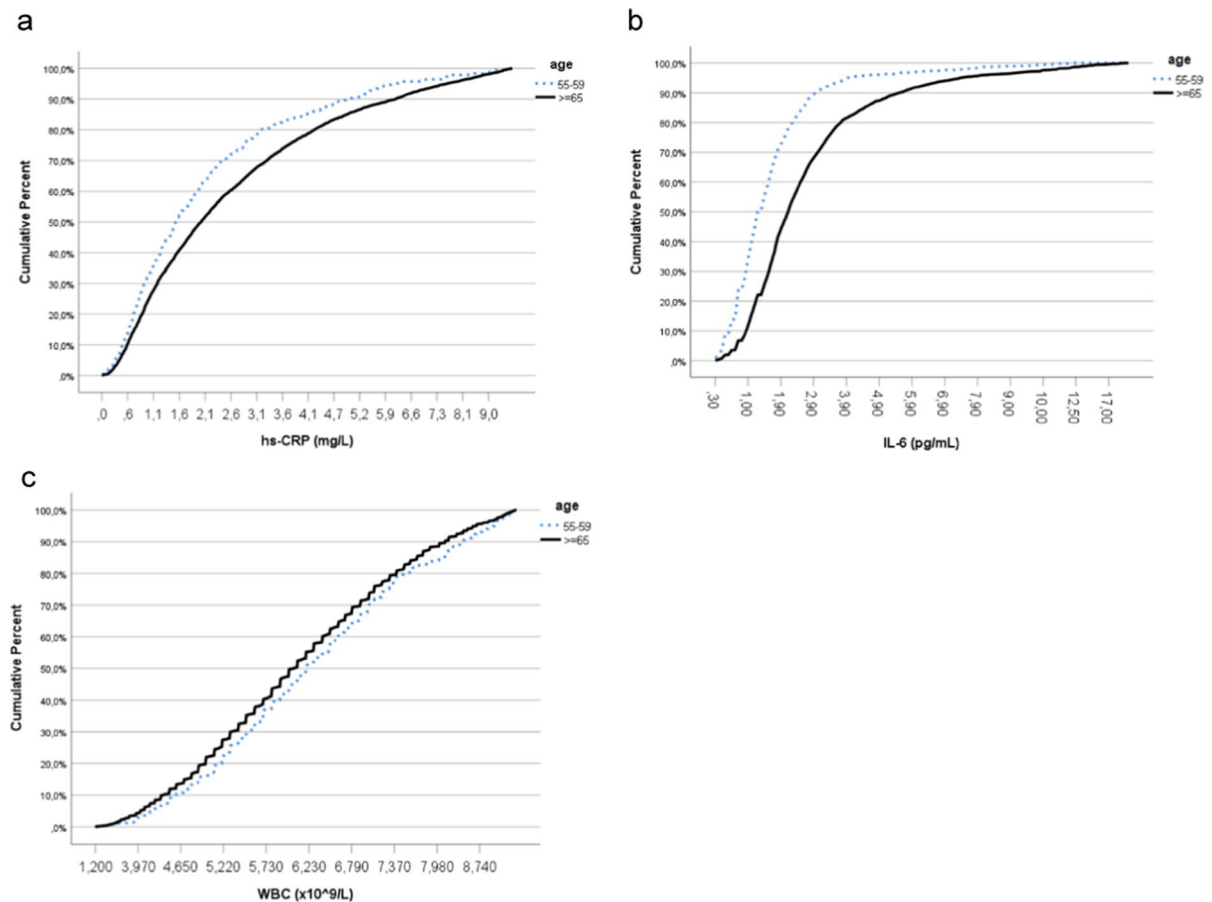 a
100,0%
90,0%
80,0%
70,0%
60,0%
50,0%
40,0%
30,0%
20,0%
10,0%
,0%
Cumulative Percent
,0 ,6 1,1 1,6 2,1 2,6 3,1 3,6 4,1 4,7 5,2 5,9 6,6 7,3 8,1 9,0
hs-CRP (mg/L)
age
55-59
>=65
b
100,0%
90,0%
80,0%
70,0%
60,0%
50,0%
40,0%
30,0%
20,0%
10,0%
,0%
Cumulative Percent
,30 1,00 1,90 2,90 3,90 4,90 5,90 6,90 7,90 9,00 10,00 12,50 17,00
IL-6 (pg/mL)
age
55-59
>=65
c
100,0%
90,0%
80,0%
70,0%
60,0%
50,0%
40,0%
30,0%
20,0%
10,0%
,0%
Cumulative Percent
1,200 3,970 4,650 5,220 5,730 6,230 6,790 7,370 7,980 8,740
WBC (x10^9/L)
age
55-59
>=65